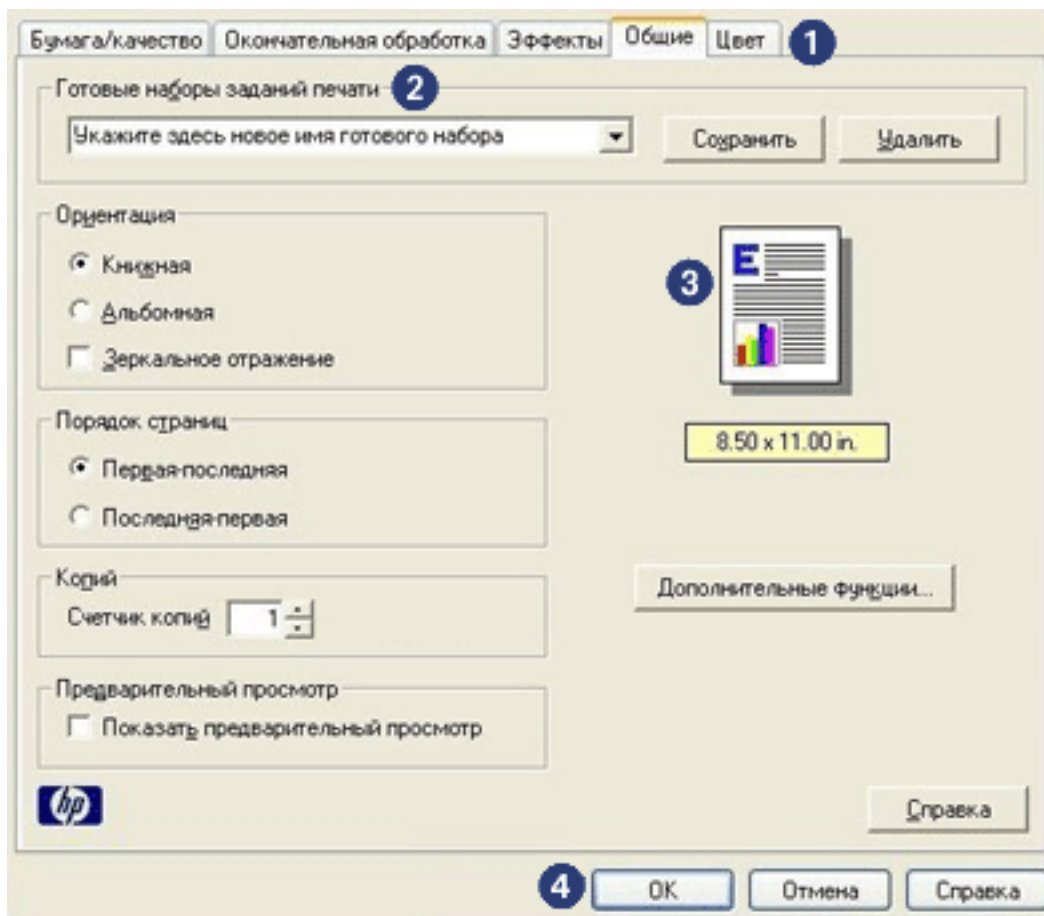 Бумага/качество Окончательная обработка Эффекты Общие Цвет 1
Готовые наборы заданий печати 2
Укажите здесь новое имя готового набора Сохранить Удалить
Ориентация
Книжная
Альбомная
Зеркальное отражение
3
E
8.50 x 11.00 in.
Порядок страниц
Первая-последняя
Последняя-первая
Копий
Счетчик копий 1
Дополнительные функции...
Предварительный просмотр
Показать предварительный просмотр
hp
Справка
4 OK Отмена Справка